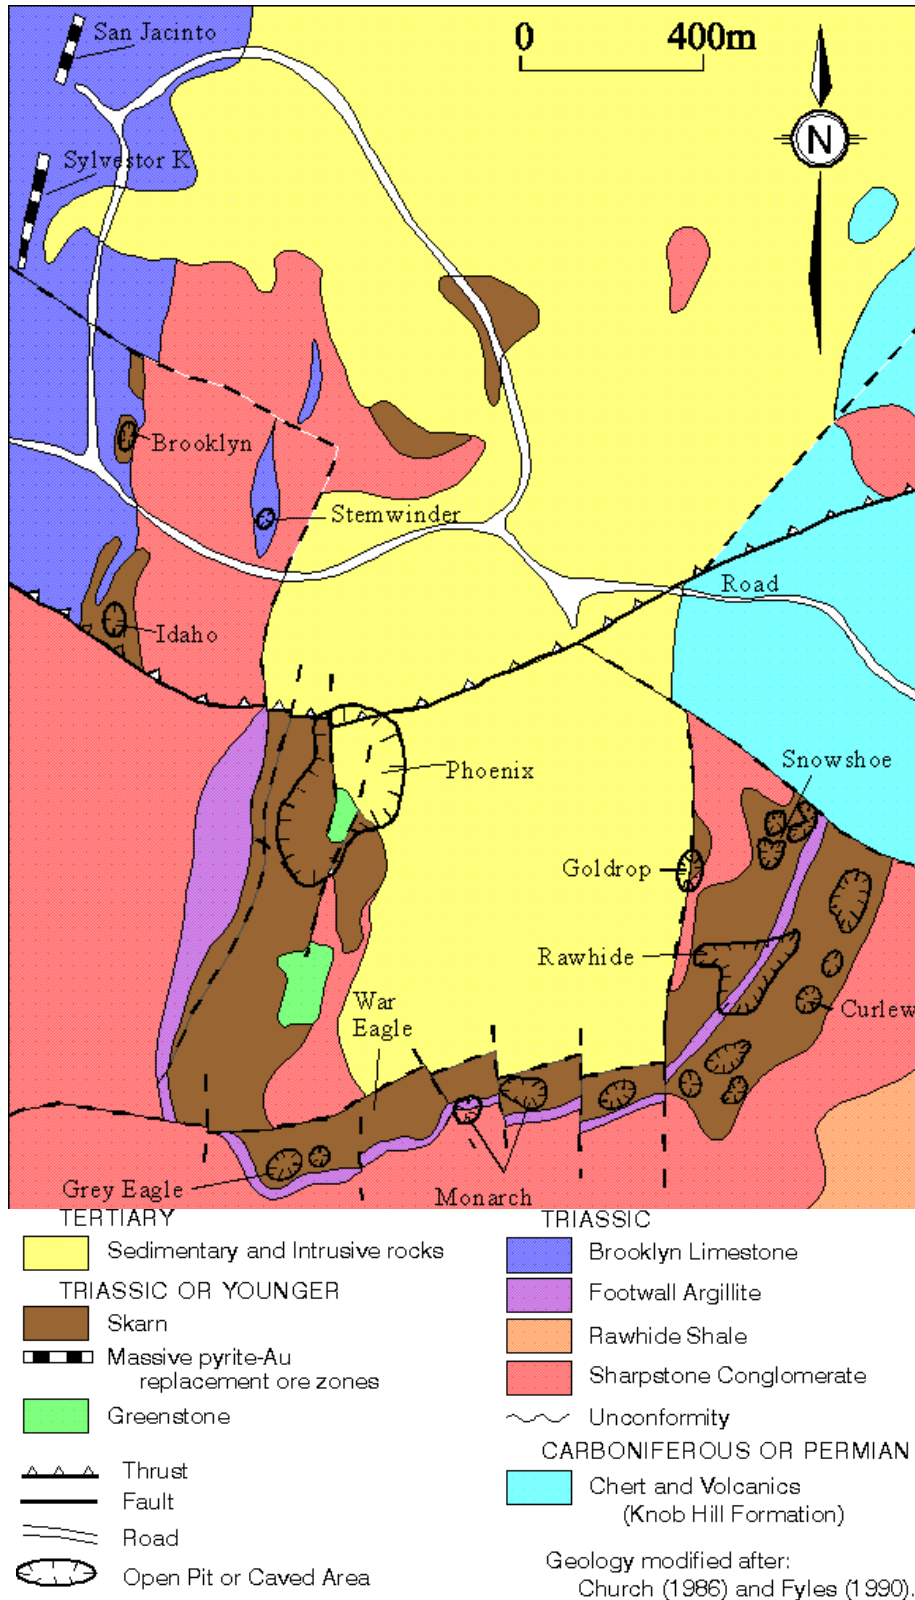 San Jacinto
0 400m
N
Sylvestor K.
Brooklyn
Stemwinder
Road
Idaho
Snowshoe
Phoenix
Goldrop
Rawhide
War
Eagle
Curlew
Grey Eagle
Monarch
TERTIARY
Sedimentary and Intrusive rocks
TRIASSIC OR YOUNGER
Skarn
Massive pyrite-Au
replacement ore zones
Greenstone
Thrust
Fault
Road
Open Pit or Caved Area
TRIASSIC
Brooklyn Limestone
Footwall Argillite
Rawhide Shale
Sharpstone Conglomerate
Unconformity
CARBONIFEROUS OR PERMIAN
Chert and Volcanics
(Knob Hill Formation)
Geology modified after:
Church (1986) and Fyles (1990).